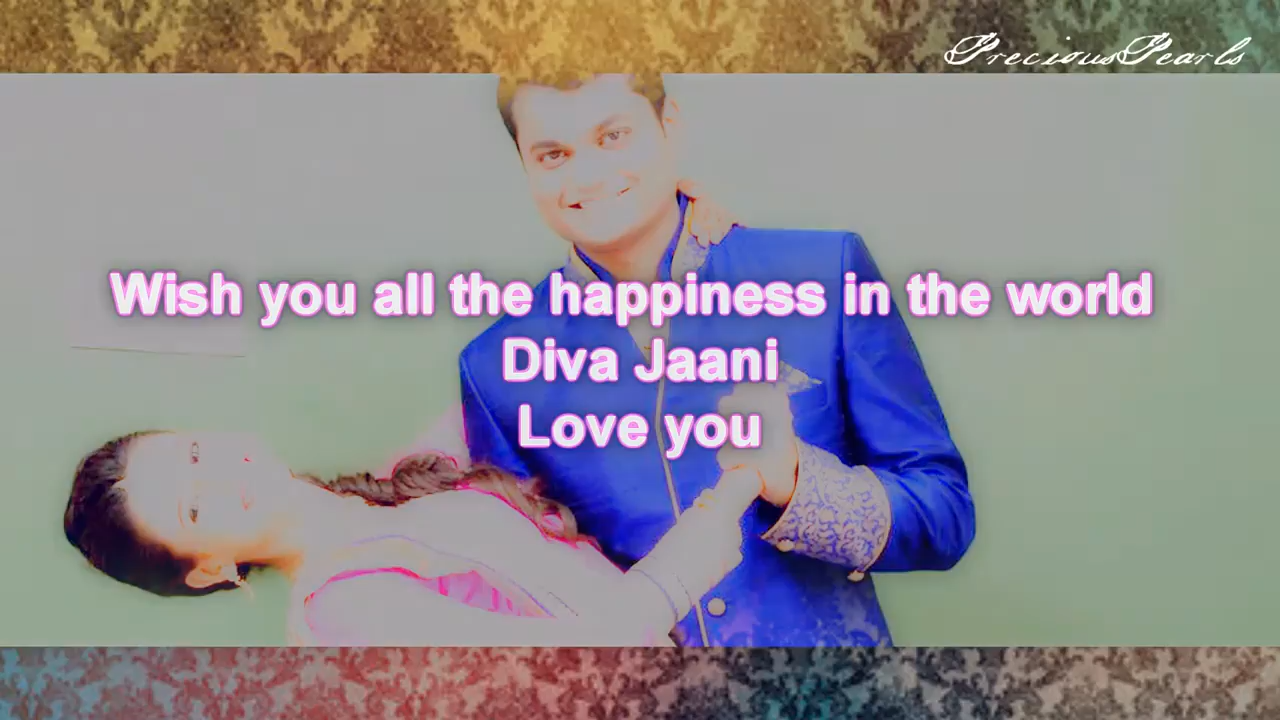 PreciousPearls
Wish you all the happiness in the world
Diva Jaani
Love you